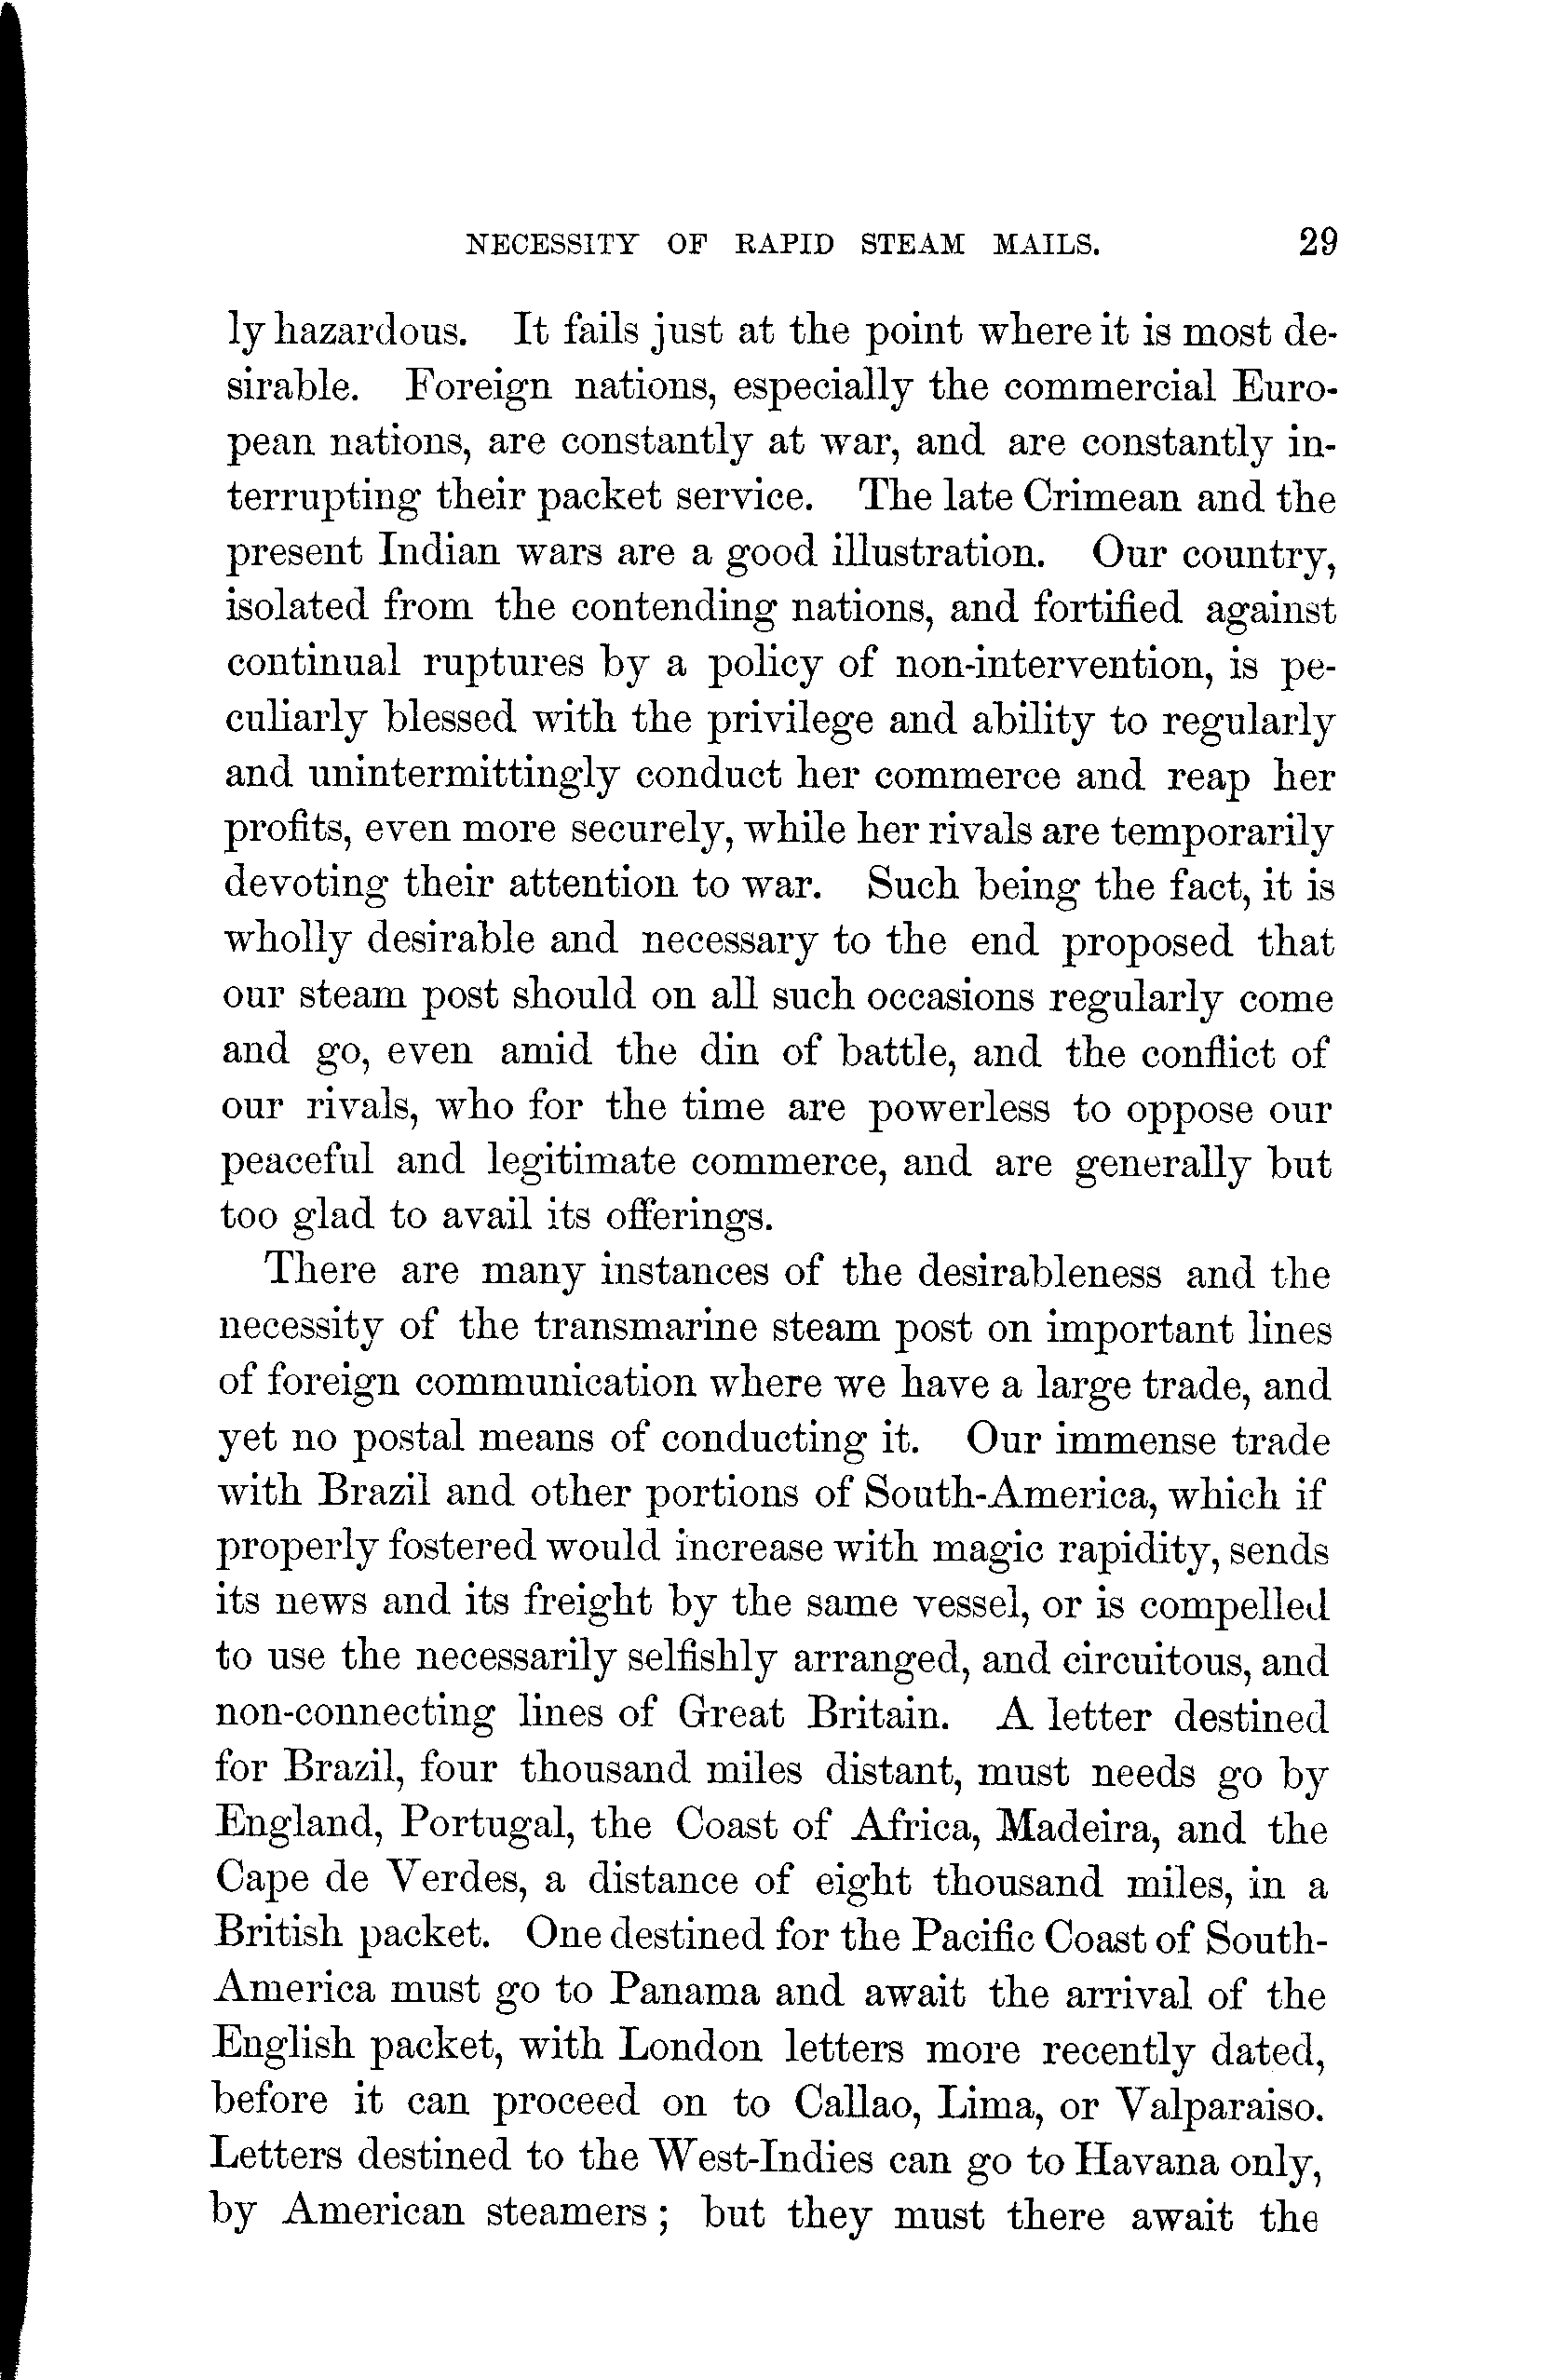 NECESSITY OF RAPID STEAM MAILS. 29
ly hazardous. It fails just at the point where it is most de-
sirable. Foreign nations, especially the commercial Euro-
pean nations, are constantly at war, and are constantly in-
terrupting their packet service. The late Crimean and the
present Indian wars are a good illustration. Our country,
isolated from the contending nations, and fortified against
continual ruptures by a policy of non-intervention, is pe-
culiarly blessed with the privilege and ability to regularly
and unintermittingly conduct her commerce and reap her
profits, even more securely, while her rivals are temporarily
devoting their attention to war. Such being the fact, it is
wholly desirable and necessary to the end proposed that
our steam post should on all such occasions regularly come
and go, even amid the din of battle, and the conflict of
our rivals, who for the time are powerless to oppose our
peaceful and legitimate commerce, and are generally but
too glad to avail its offerings.
There are many instances of the desirableness and the
necessity of the transmarine steam post on important lines
of foreign communication where we have a large trade, and
yet no postal means of conducting it. Our immense trade
with Brazil and other portions of South-America, which if
properly fostered would increase with magic rapidity, sends
its news and its freight by the same vessel, or is compelled
to use the necessarily selfishly arranged, and circuitous, and
non-connecting lines of Great Britain. A letter destined
for Brazil, four thousand miles distant, must needs go by
England, Portugal, the Coast of Africa, Madeira, and the
Cape de Verdes, a distance of eight thousand miles, in a
British packet. One destined for the Pacific Coast of South-
America must go to Panama and await the arrival of the
English packet, with London letters more recently dated,
before it can proceed on to Callao, Lima, or Valparaiso.
Letters destined to the West-Indies can go to Havana only,
by American steamers; but they must there await the